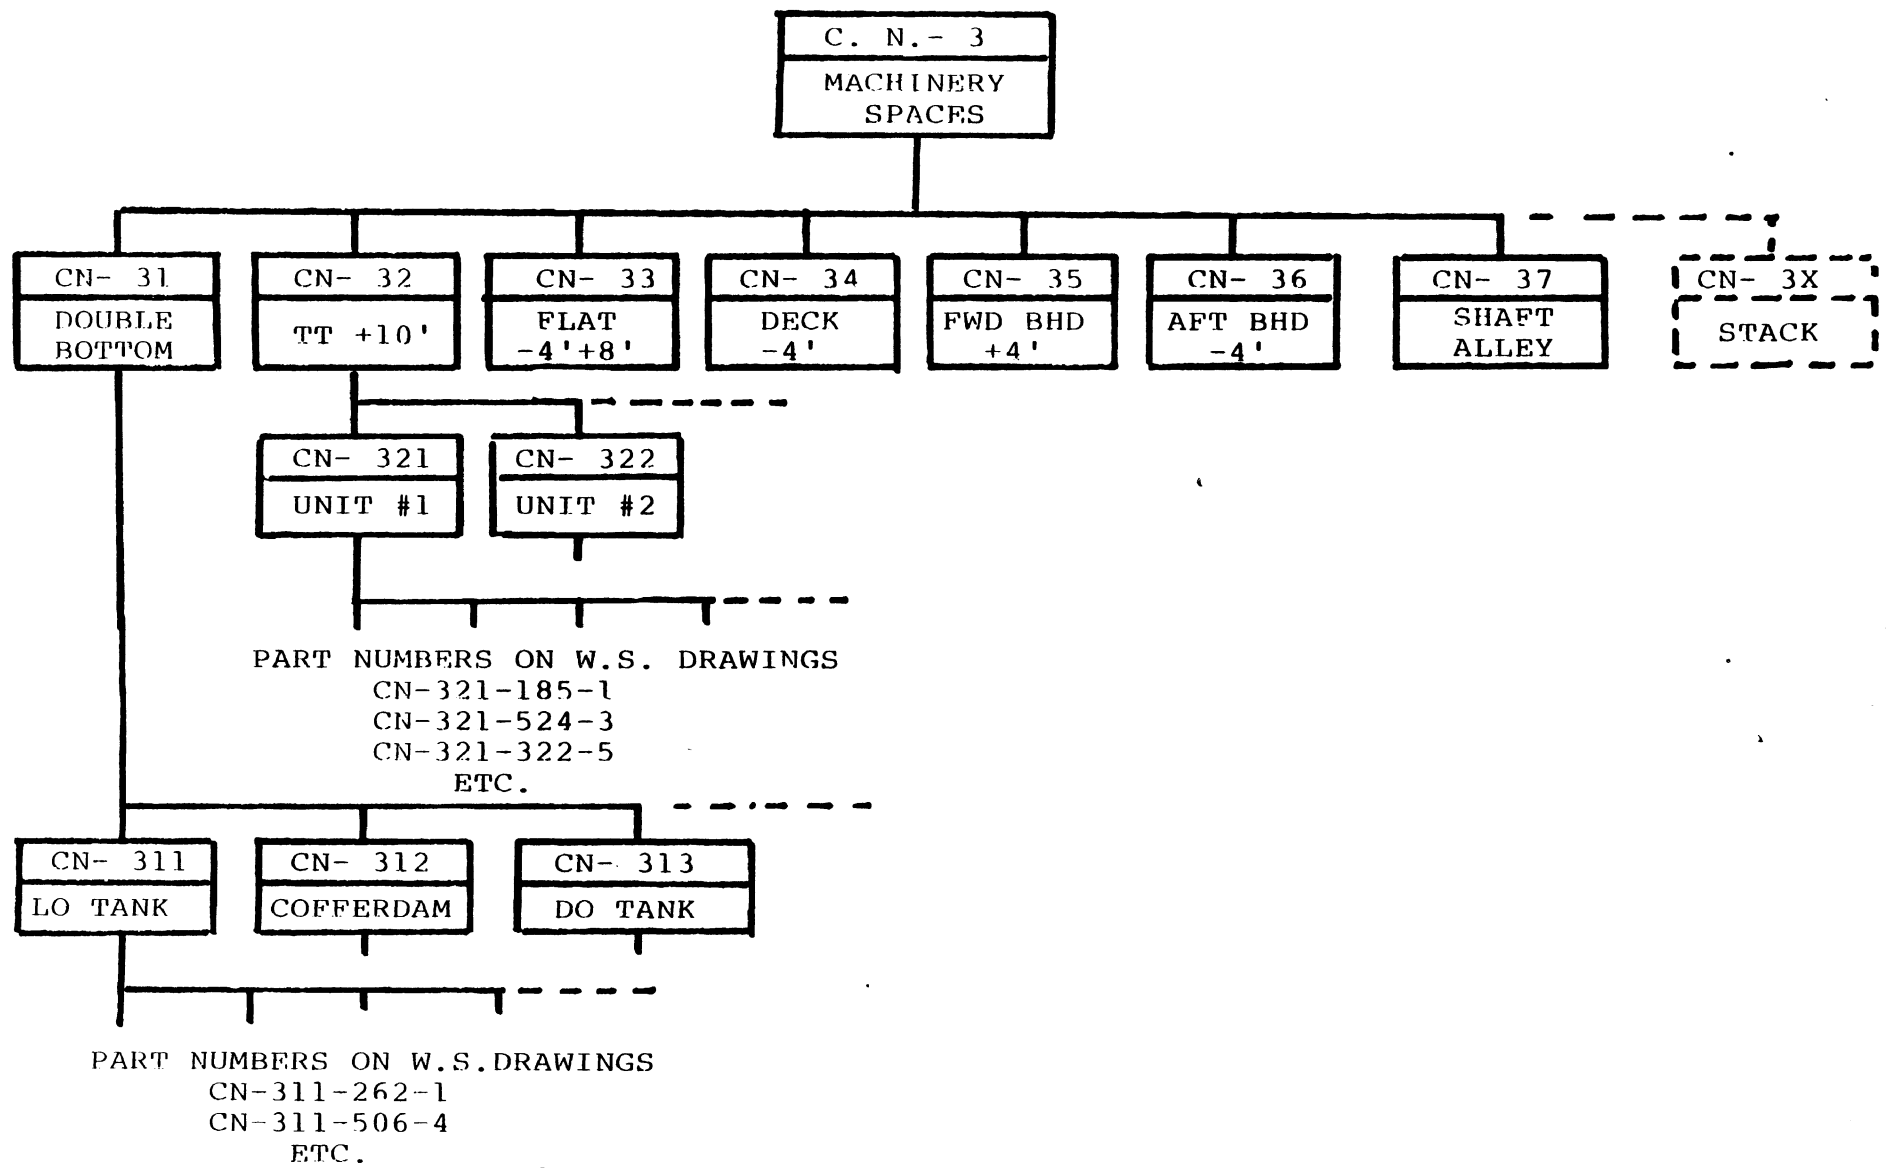 C. N.- 3
MACHINERY
SPACES
CN- 31
DOUBLE
BOTTOM
CN- 32
TT +10'
CN- 33
FLAT
-4'+8'
CN- 34
DECK
-4'
CN- 35
FWD BHD
+4'
CN- 36
AFT BHD
-4'
CN- 37
SHAFT
ALLEY
CN- 3X
STACK
CN- 321
UNIT #1
CN- 322
UNIT #2
PART NUMBERS ON W.S. DRAWINGS
CN-321-185-1
CN-321-524-3
CN-321-322-5
ETC.
CN- 311
LO TANK
CN- 312
COFFERDAM
CN- 313
DO TANK
PART NUMBERS ON W.S.DRAWINGS
CN-311-262-1
CN-311-506-4
ETC.